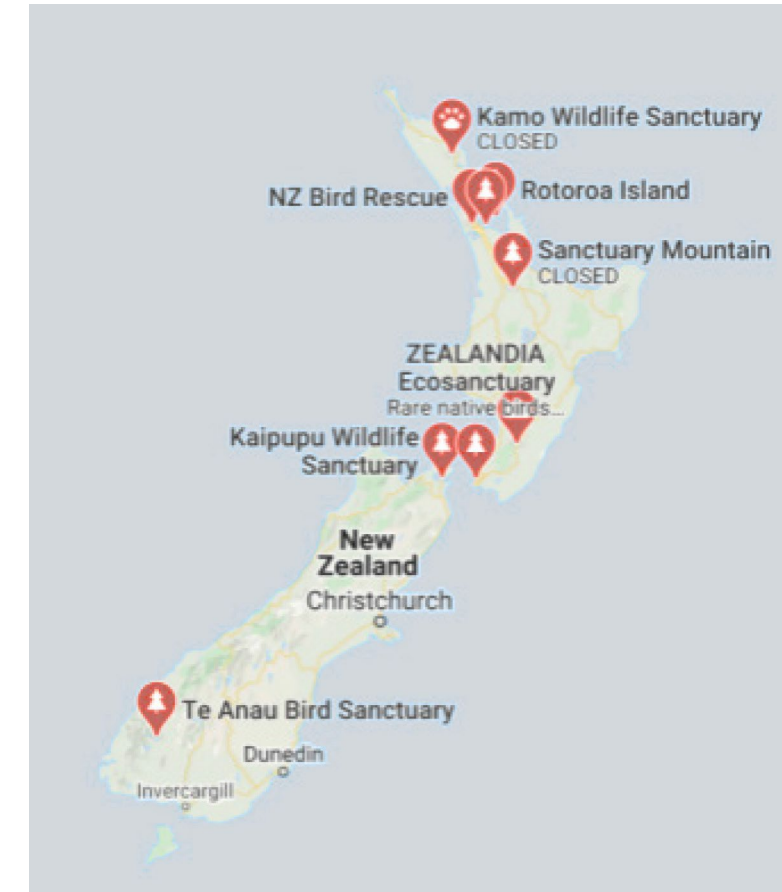 Kamo Wildlife Sanctuary
CLOSED
NZ Bird Rescue
Rotoroa Island
Sanctuary Mountain
CLOSED
ZEALANDIA
Ecosanctuary
Rare native birds...
Kaipupu Wildlife
Sanctuary
New
Zealand
Christchurch
Te Anau Bird Sanctuary
Dunedin
Invercargill